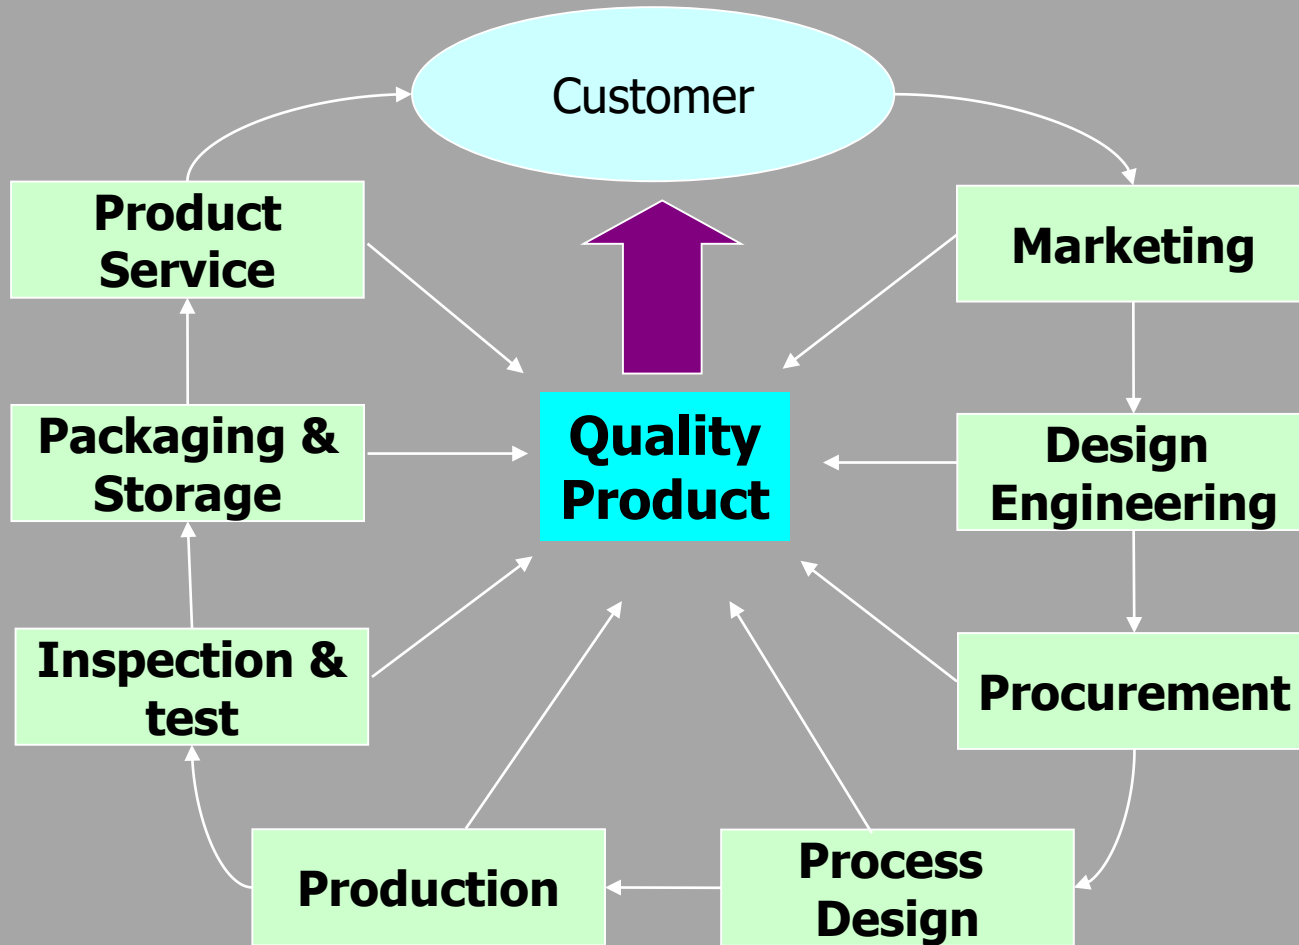 Customer
Product
Service
Marketing
Packaging &
Storage
Quality
Product
Design
Engineering
Inspection &
test
Procurement
Production
Process
Design